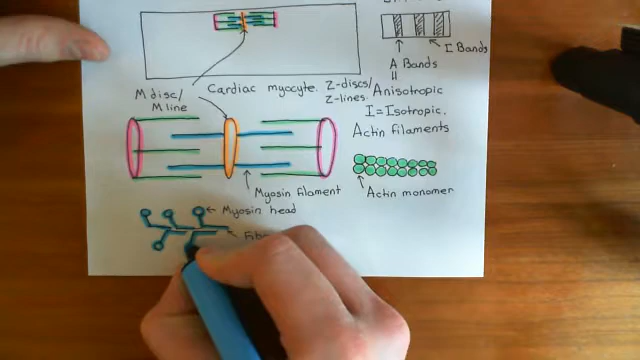 I Bands
A Bands
=
Anisotropic
I = Isotropic.
M disc/
M line
Cardiac myocyte.
Z-discs/
Z-lines.
Actin filaments
Myosin filament
Actin monomer
Myosin head